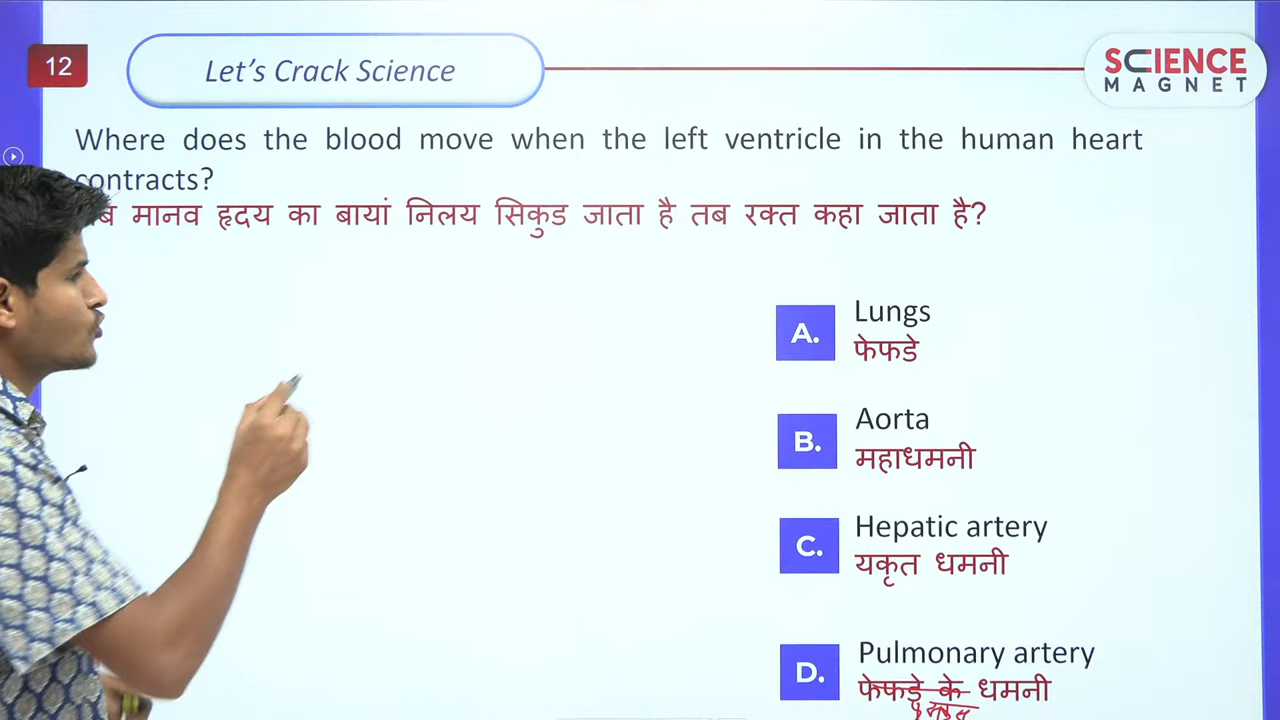 12
Let's Crack Science
SCIENCE
MAGNET
Where does the blood move when the left ventricle in the human heart
contracts?
मानव हृदय का बायां निलय सिकुड जाता है तब रक्त कहा जाता है?
A.
Lungs
फेफडे
B.
Aorta
महाधमनी
C.
Hepatic artery
यकृत धमनी
D.
Pulmonary artery
फेफड़े के धमनी